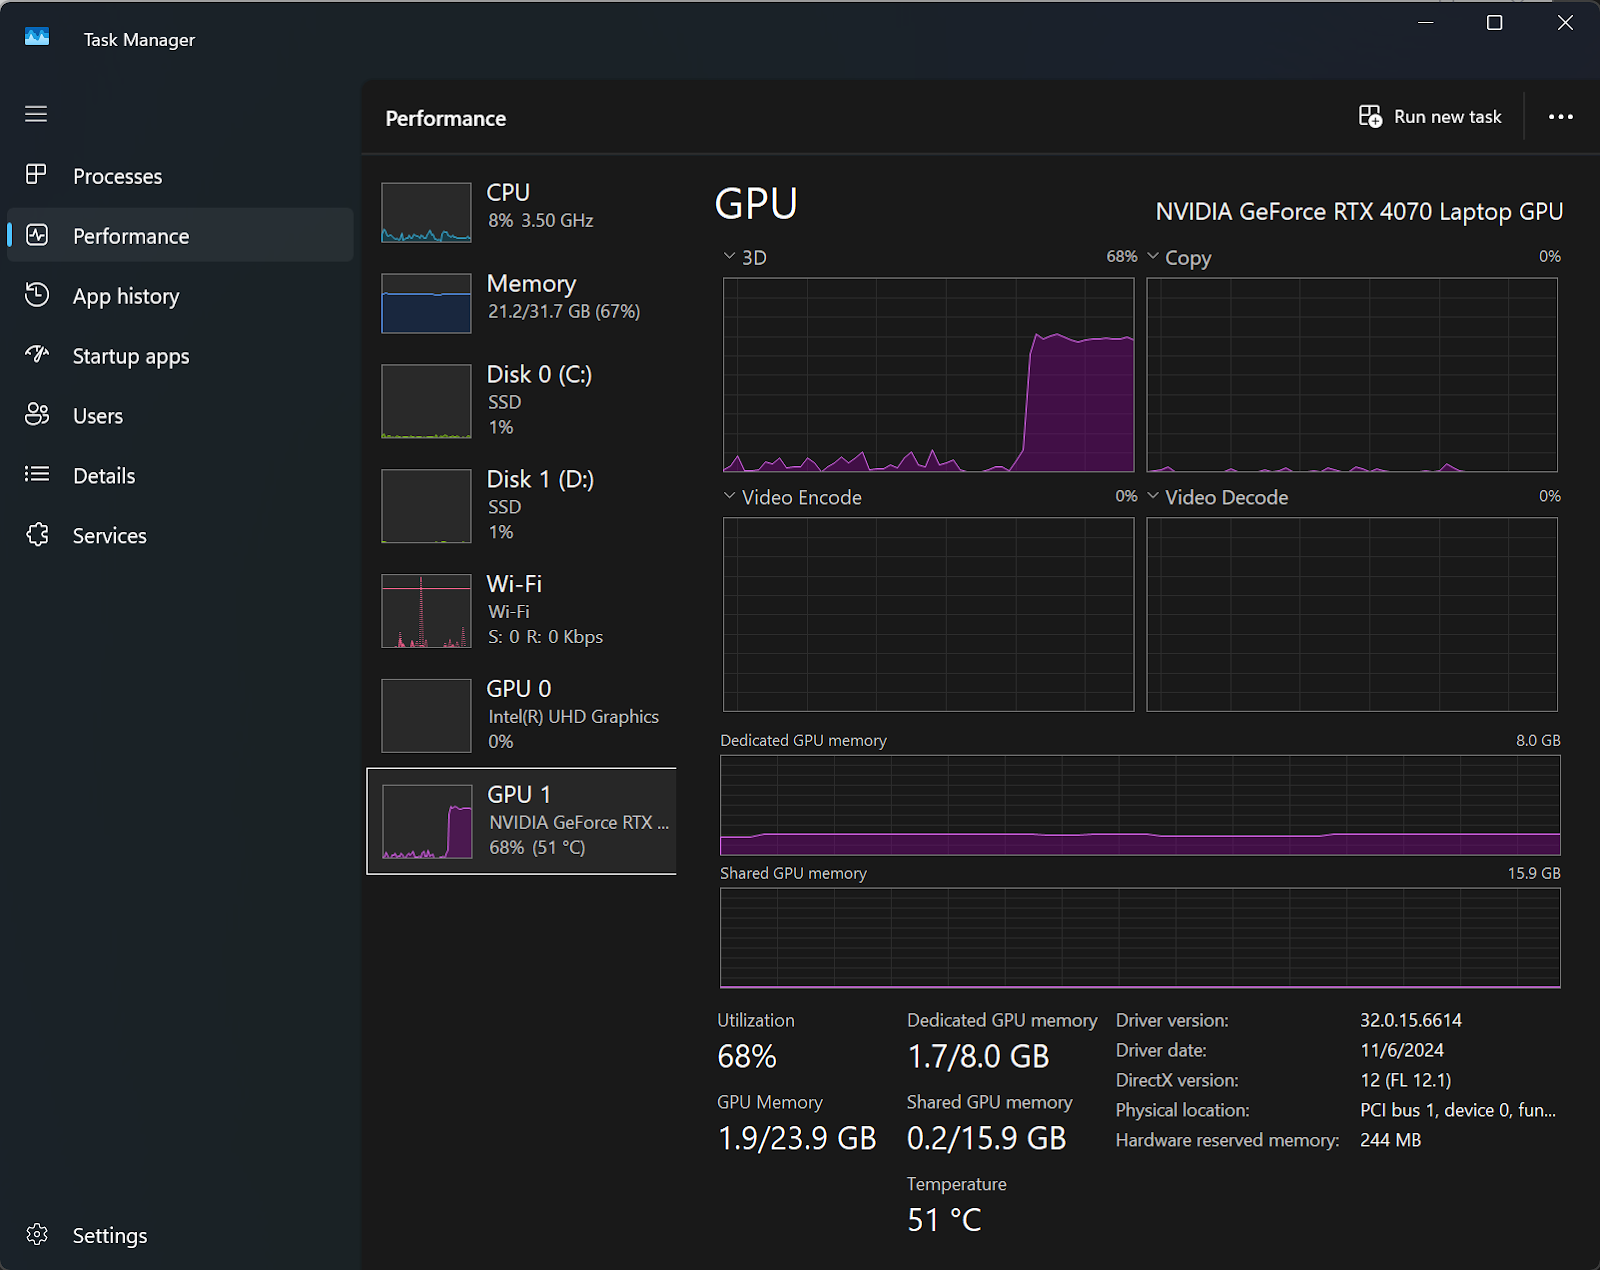 Task Manager
Performance
Run new task
Processes
Performance
App history
Startup apps
Users
Details
Services
Settings
CPU
8% 3.50 GHz
Memory
21.2/31.7 GB (67%)
Disk 0 (C:)
SSD
1%
Disk 1 (D:)
SSD
1%
Wi-Fi
Wi-Fi
S: 0 R: 0 Kbps
GPU 0
Intel(R) UHD Graphics
0%
GPU 1
NVIDIA GeForce RTX ...
68% (51 °C)
GPU
NVIDIA GeForce RTX 4070 Laptop GPU
3D 68%
Copy 0%
Video Encode 0%
Video Decode 0%
Dedicated GPU memory 8.0 GB
Shared GPU memory 15.9 GB
Utilization
68%
Dedicated GPU memory
1.7/8.0 GB
GPU Memory
1.9/23.9 GB
Shared GPU memory
0.2/15.9 GB
Temperature
51 °C
Driver version: 32.0.15.6614
Driver date: 11/6/2024
DirectX version: 12 (FL 12.1)
Physical location: PCI bus 1, device 0, fun...
Hardware reserved memory: 244 MB